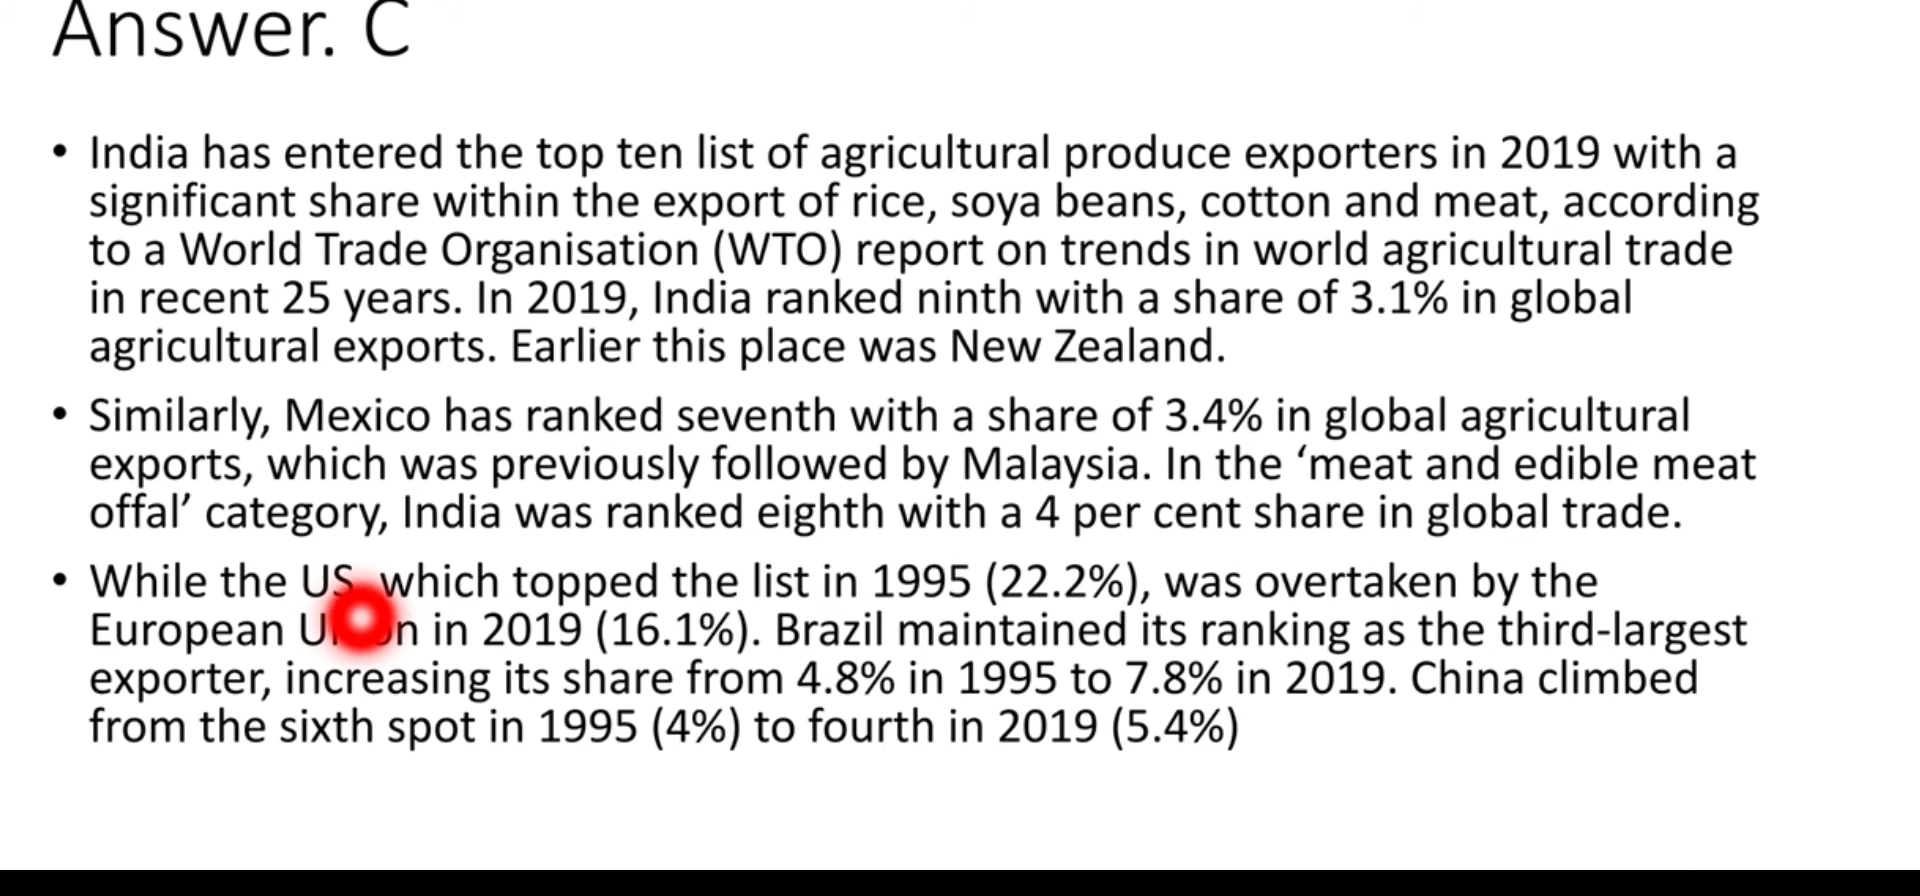 Answer. C
• India has entered the top ten list of agricultural produce exporters in 2019 with a
significant share within the export of rice, soya beans, cotton and meat, according
to a World Trade Organisation (WTO) report on trends in world agricultural trade
in recent 25 years. In 2019, India ranked ninth with a share of 3.1% in global
agricultural exports. Earlier this place was New Zealand.
• Similarly, Mexico has ranked seventh with a share of 3.4% in global agricultural
exports, which was previously followed by Malaysia. In the ‘meat and edible meat
offal’ category, India was ranked eighth with a 4 per cent share in global trade.
• While the US, which topped the list in 1995 (22.2%), was overtaken by the
European Union in 2019 (16.1%). Brazil maintained its ranking as the third-largest
exporter, increasing its share from 4.8% in 1995 to 7.8% in 2019. China climbed
from the sixth spot in 1995 (4%) to fourth in 2019 (5.4%)